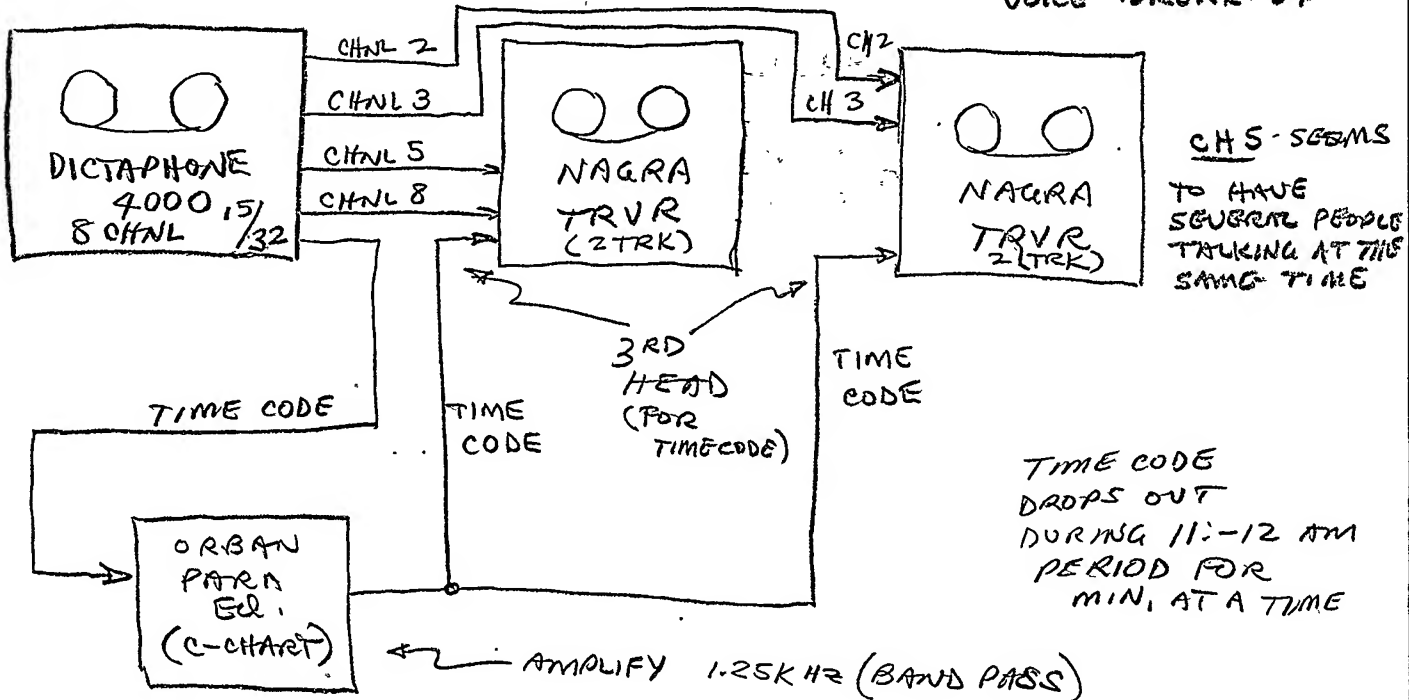 CHNL 2
CHNL 3
CHNL 5
CHNL 8
DICTAPHONE
4000 15/32
8 CHNL
NAGRA
TRVR
(2 TRK)
CH2
CH 3
NAGRA
TRVR
2 (TRK)
CH5 - SEEMS
TO HAVE
SEVERAL PEOPLE
TALKING AT THE
SAME TIME
3RD
HEAD
(FOR
TIMECODE)
TIME CODE
TIME
CODE
TIME
CODE
TIME CODE
DROPS OUT
DURING 11:-12 AM
PERIOD FOR
MIN, AT A TIME
ORBAN
PARA
EQ.
(C-CHART)
AMPLIFY 1.25KHZ (BAND PASS)